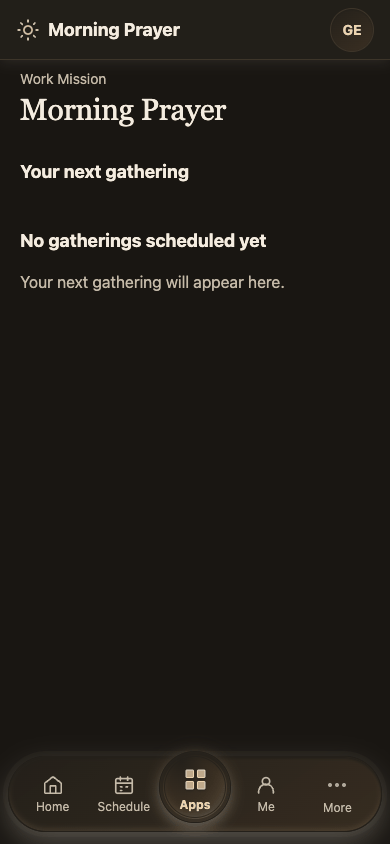 Morning Prayer
GE
Work Mission
Morning Prayer
Your next gathering
No gatherings scheduled yet
Your next gathering will appear here.
Home
Schedule
Apps
Me
More